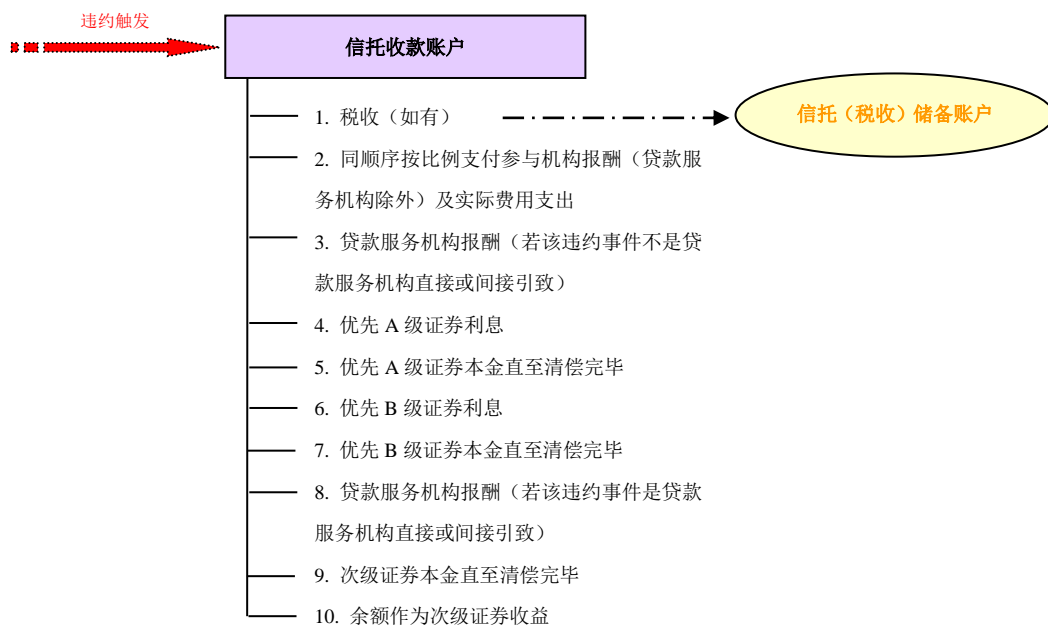 违约触发
信托收款账户
1. 税收（如有）
信托（税收）储备账户
2. 同顺序按比例支付参与机构报酬（贷款服
务机构除外）及实际费用支出
3. 贷款服务机构报酬（若该违约事件不是贷
款服务机构直接或间接引致）
4. 优先 A 级证券利息
5. 优先 A 级证券本金直至清偿完毕
6. 优先 B 级证券利息
7. 优先 B 级证券本金直至清偿完毕
8. 贷款服务机构报酬（若该违约事件是贷款
服务机构直接或间接引致）
9. 次级证券本金直至清偿完毕
10. 余额作为次级证券收益